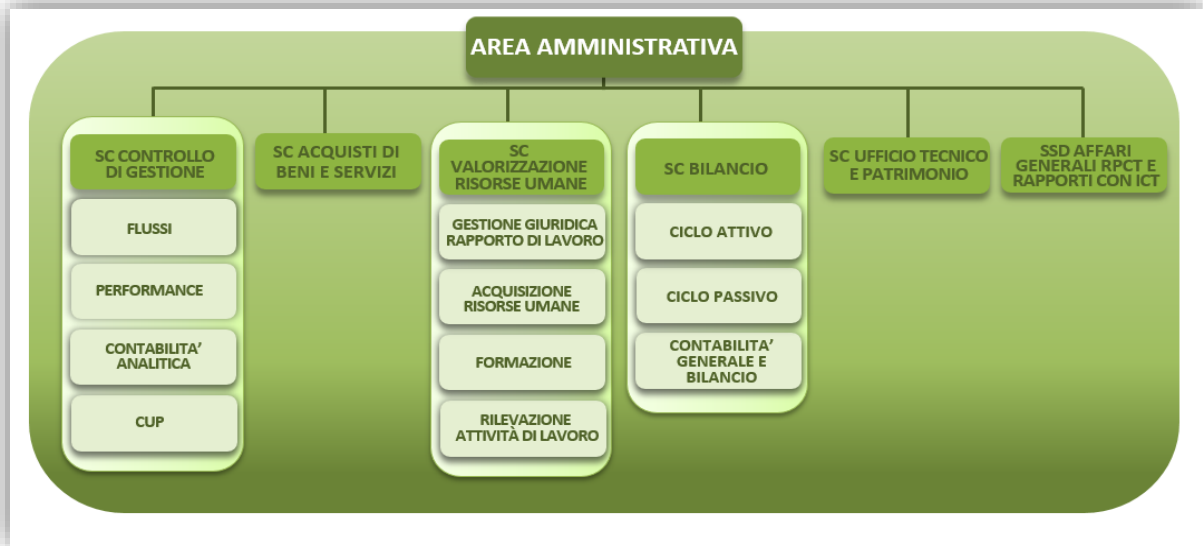 AREA AMMINISTRATIVA
SC CONTROLLO
DI GESTIONE
FLUSSI
PERFORMANCE
CONTABILITA’
ANALITICA
CUP
SC ACQUISTI DI
BENI E SERVIZI
SC
VALORIZZAZIONE
RISORSE UMANE
GESTIONE GIURIDICA
RAPPORTO DI LAVORO
ACQUISIZIONE
RISORSE UMANE
FORMAZIONE
RILEVAZIONE
ATTIVITÀ DI LAVORO
SC BILANCIO
CICLO ATTIVO
CICLO PASSIVO
CONTABILITA’
GENERALE E
BILANCIO
SC UFFICIO TECNICO
E PATRIMONIO
SSD AFFARI
GENERALI RPCT E
RAPPORTI CON ICT